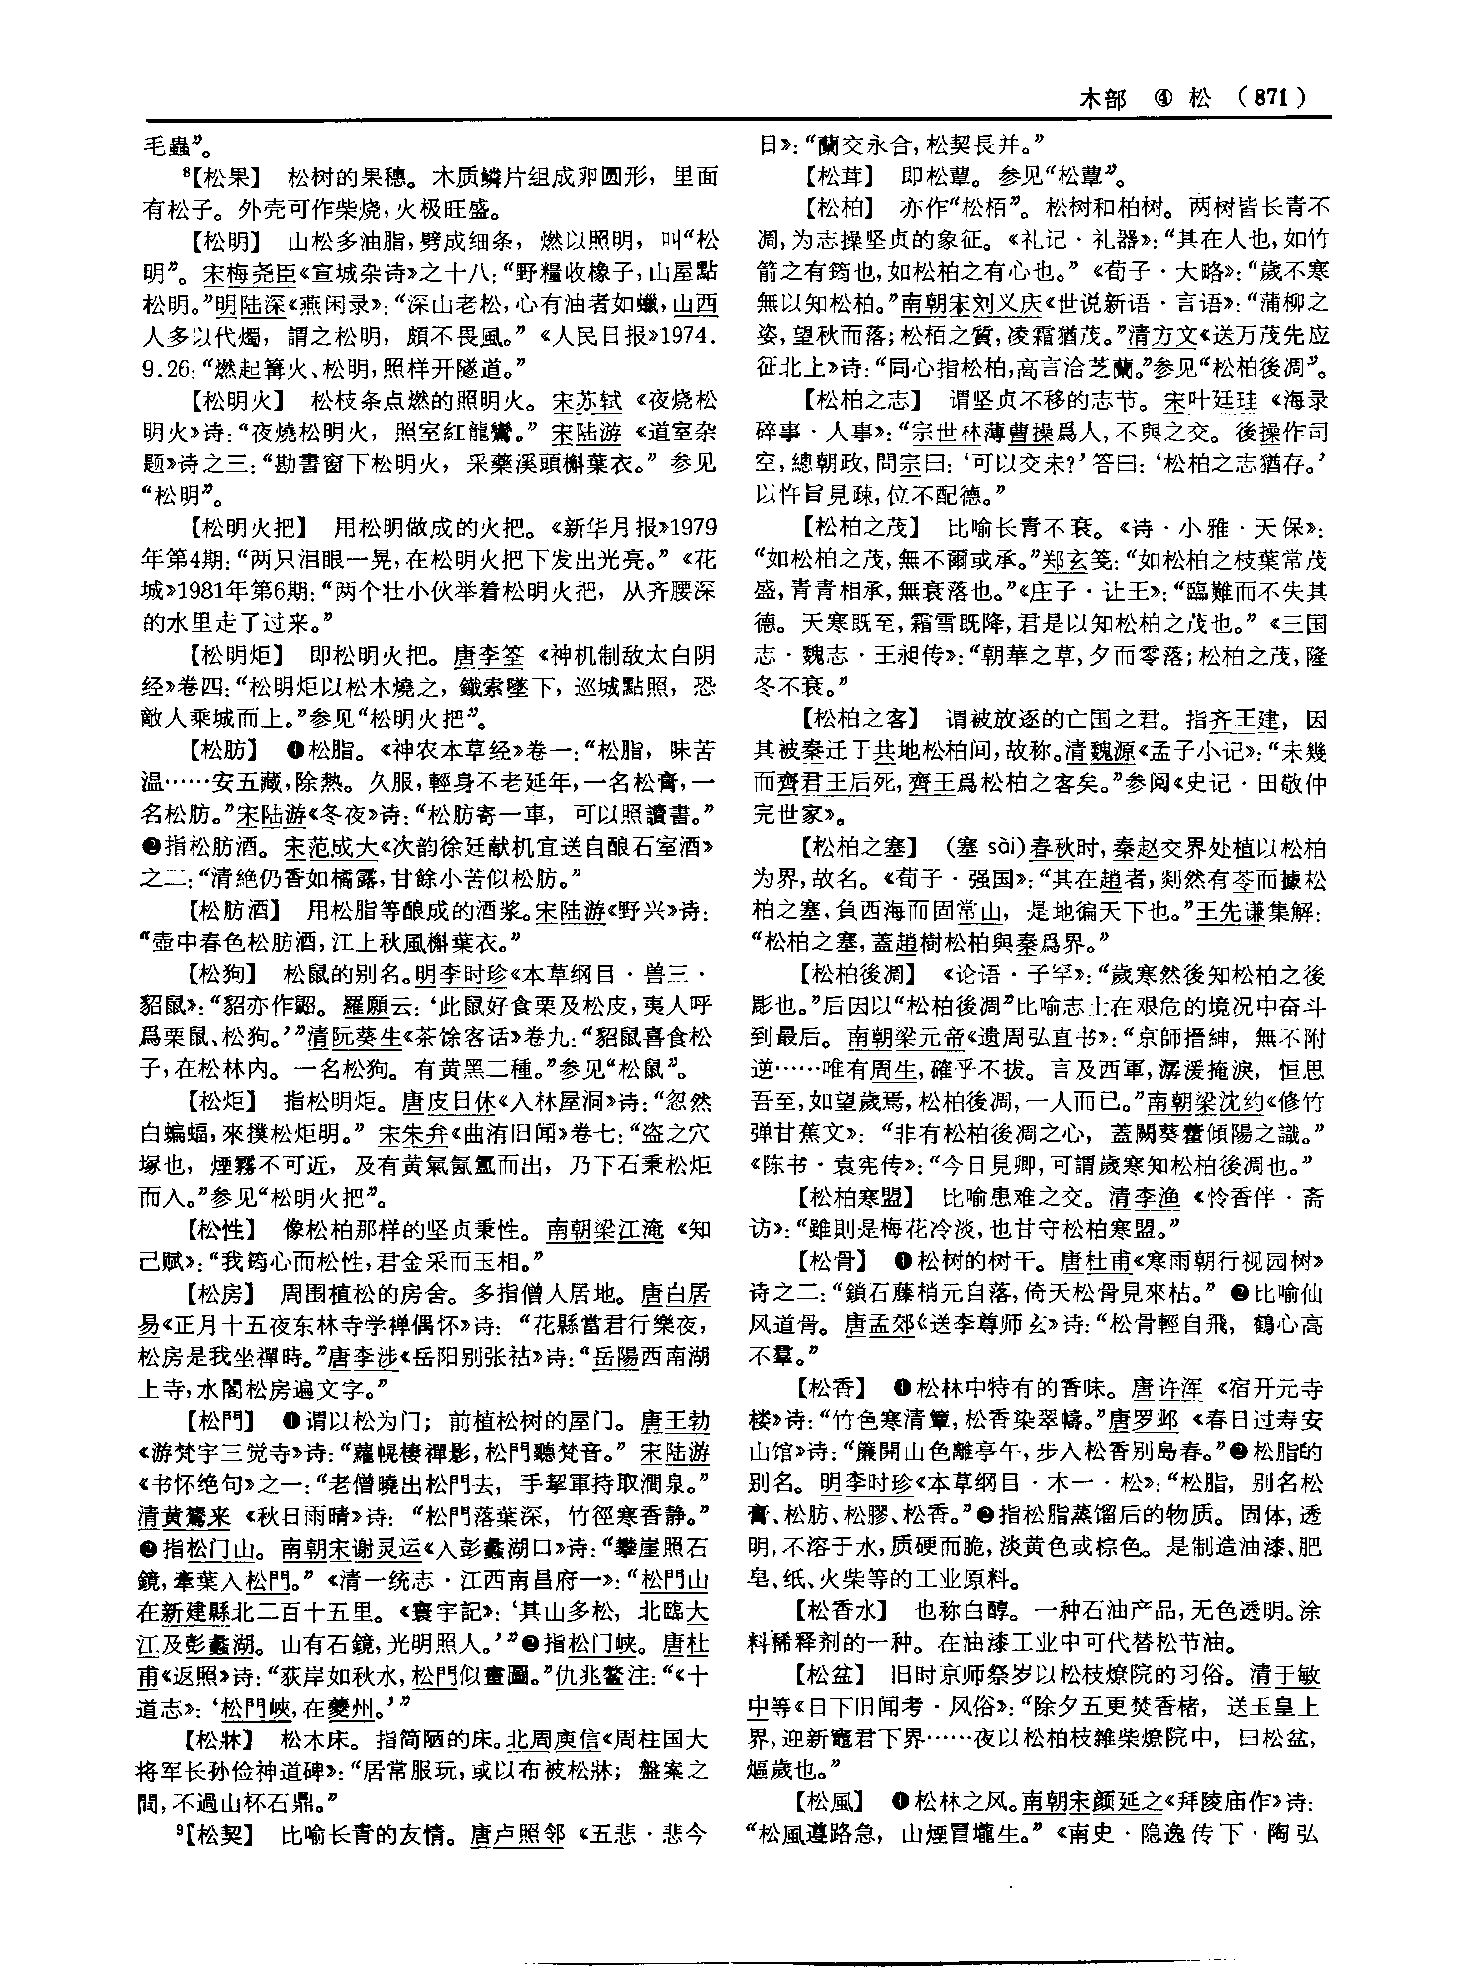 木部 ④ 松 (871)
毛蟲”。
⁸【松果】 松树的果穗。木质鳞片组成卵圆形，里面
有松子。外壳可作柴烧，火极旺盛。
【松明】 山松多油脂，劈成细条，燃以照明，叫“松
明”。宋梅尧臣《宣城杂诗》之十八：“野糧收橡子，山屋點
松明。”明陆深《燕闲录》：“深山老松，心有油者如蠟，山西
人多以代燭，謂之松明，頗不畏風。”《人民日报》1974.
9.26：“燃起篝火、松明，照样开隧道。”
【松明火】 松枝条点燃的照明火。宋苏轼《夜烧松
明火》诗：“夜燒松明火，照室紅龍鸞。” 宋陆游《道室杂
题》诗之三：“勘書窗下松明火，采藥溪頭槲葉衣。” 参见
“松明”。
【松明火把】 用松明做成的火把。《新华月报》1979
年第4期：“两只泪眼一晃，在松明火把下发出光亮。”《花
城》1981年第6期：“两个壮小伙举着松明火把，从齐腰深
的水里走了过来。”
【松明炬】 即松明火把。唐李筌《神机制敌太白阴
经》卷四：“松明炬以松木燒之，鐵索墜下，巡城點照，恐
敵人乘城而上。”参见“松明火把”。
【松肪】 ❶松脂。《神农本草经》卷一：“松脂，味苦
温……安五藏，除熱。久服，輕身不老延年，一名松膏，一
名松肪。”宋陆游《冬夜》诗：“松肪寄一車，可以照讀書。”
❷指松肪酒。宋范成大《次韵徐廷献机宜送自酿石室酒》
之二：“清絶仍香如橘露，甘餘小苦似松肪。”
【松肪酒】 用松脂等酿成的酒浆。宋陆游《野兴》诗：
“壺中春色松肪酒，江上秋風槲葉衣。”
【松狗】 松鼠的别名。明李时珍《本草纲目·兽三·
貂鼠》：“貂亦作鼦。羅願云：‘此鼠好食栗及松皮，夷人呼
爲栗鼠、松狗。’”清阮葵生《茶馀客话》卷九：“貂鼠喜食松
子，在松林内。一名松狗。有黄黑二種。”参见“松鼠”。
【松炬】 指松明炬。唐皮日休《入林屋洞》诗：“忽然
白蝙蝠，來撲松炬明。” 宋朱弁《曲洧旧闻》卷七：“盗之穴
塚也，煙霧不可近，及有黄氣氤氲而出，乃下石秉松炬
而入。”参见“松明火把”。
【松性】 像松柏那样的坚贞秉性。南朝梁江淹《知
己赋》：“我筠心而松性，君金采而玉相。”
【松房】 周围植松的房舍。多指僧人居地。唐白居
易《正月十五夜东林寺学禅偶怀》诗：“花縣當君行樂夜，
松房是我坐禪時。”唐李涉《岳阳别张祜》诗：“岳陽西南湖
上寺，水閣松房遍文字。”
【松門】 ❶谓以松为门；前植松树的屋门。唐王勃
《游梵宇三觉寺》诗：“蘿幌棲禪影，松門聽梵音。” 宋陆游
《书怀绝句》之一：“老僧曉出松門去，手挈軍持取澗泉。”
清黄鷟来《秋日雨晴》诗：“松門落葉深，竹徑寒香静。”
❷指松门山。南朝宋谢灵运《入彭蠡湖口》诗：“攀崖照石
鏡，牽葉入松門。”《清一统志·江西南昌府一》：“松門山
在新建縣北二百十五里。《寰宇記》：‘其山多松，北臨大
江及彭蠡湖。山有石鏡，光明照人。’”❸指松门峡。唐杜
甫《返照》诗：“荻岸如秋水，松門似畫圖。”仇兆鳌注：“《十
道志》：‘松門峽，在夔州。’”
【松牀】 松木床。指简陋的床。北周庾信《周柱国大
将军长孙俭神道碑》：“居常服玩，或以布被松牀；盤案之
間，不過山杯石鼎。”
⁹【松契】 比喻长青的友情。唐卢照邻《五悲·悲今
日》：“蘭交永合，松契長并。”
【松茸】 即松蕈。参见“松蕈”。
【松柏】 亦作“松栢”。松树和柏树。两树皆长青不
凋，为志操坚贞的象征。《礼记·礼器》：“其在人也，如竹
箭之有筠也，如松柏之有心也。”《荀子·大略》：“歲不寒
無以知松柏。”南朝宋刘义庆《世说新语·言语》：“蒲柳之
姿，望秋而落；松栢之質，凌霜猶茂。”清方文《送万茂先应
征北上》诗：“同心指松柏，高言洽芝蘭。”参见“松柏後凋”。
【松柏之志】 谓坚贞不移的志节。宋叶廷珪《海录
碎事·人事》：“宗世林薄曹操爲人，不與之交。後操作司
空，總朝政，問宗曰：‘可以交未？’答曰：‘松柏之志猶存。’
以忤旨見疎，位不配德。”
【松柏之茂】 比喻长青不衰。《诗·小雅·天保》：
“如松柏之茂，無不爾或承。”郑玄笺：“如松柏之枝葉常茂
盛，青青相承，無衰落也。”《庄子·让王》：“臨難而不失其
德。天寒既至，霜雪既降，君是以知松柏之茂也。”《三国
志·魏志·王昶传》：“朝華之草，夕而零落；松柏之茂，隆
冬不衰。”
【松柏之客】 谓被放逐的亡国之君。指齐王建，因
其被秦迁于共地松柏间，故称。清魏源《孟子小记》：“未幾
而齊君王后死，齊王爲松柏之客矣。”参阅《史记·田敬仲
完世家》。
【松柏之塞】 (塞 sài)春秋时，秦赵交界处植以松柏
为界，故名。《荀子·强国》：“其在趙者，剡然有苓而據松
柏之塞，負西海而固常山，是地徧天下也。”王先谦集解：
“松柏之塞，蓋趙樹松柏與秦爲界。”
【松柏後凋】 《论语·子罕》：“歲寒然後知松柏之後
彫也。”后因以“松柏後凋”比喻志士在艰危的境况中奋斗
到最后。南朝梁元帝《遗周弘直书》：“京師搢紳，無不附
逆……唯有周生，確乎不拔。言及西軍，潺湲掩淚，恒思
吾至，如望歲焉，松柏後凋，一人而已。”南朝梁沈约《修竹
弹甘蕉文》：“非有松柏後凋之心，蓋闕葵藿傾陽之識。”
《陈书·袁宪传》：“今日見卿，可謂歲寒知松柏後凋也。”
【松柏寒盟】 比喻患难之交。清李渔《怜香伴·斋
访》：“雖則是梅花冷淡，也甘守松柏寒盟。”
【松骨】 ❶松树的树干。唐杜甫《寒雨朝行视园树》
诗之二：“鎖石藤梢元自落，倚天松骨見來枯。” ❷比喻仙
风道骨。唐孟郊《送李尊师玄》诗：“松骨輕自飛，鶴心高
不羣。”
【松香】 ❶松林中特有的香味。唐许浑《宿开元寺
楼》诗：“竹色寒清簟，松香染翠幬。”唐罗邺《春日过寿安
山馆》诗：“簾開山色離亭午，步入松香别島春。”❷松脂的
别名。明李时珍《本草纲目·木一·松》：“松脂，别名松
膏、松肪、松膠、松香。”❸指松脂蒸馏后的物质。固体，透
明，不溶于水，质硬而脆，淡黄色或棕色。是制造油漆、肥
皂、纸、火柴等的工业原料。
【松香水】 也称白醇。一种石油产品，无色透明。涂
料稀释剂的一种。在油漆工业中可代替松节油。
【松盆】 旧时京师祭岁以松枝燎院的习俗。清于敏
中等《日下旧闻考·风俗》：“除夕五更焚香楮，送玉皇上
界，迎新竈君下界……夜以松柏枝雜柴燎院中，曰松盆，
熰歲也。”
【松風】 ❶松林之风。南朝宋颜延之《拜陵庙作》诗：
“松風遵路急，山煙冒壠生。”《南史·隐逸传下·陶弘